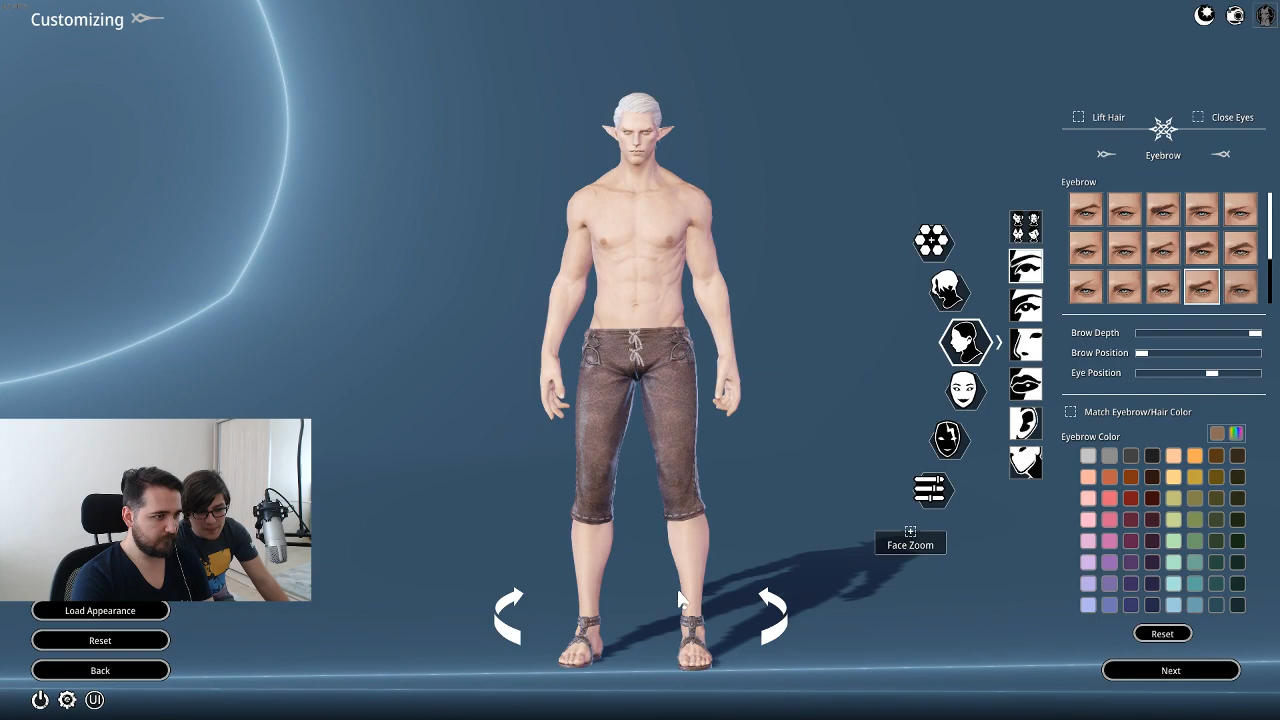 Customizing
Lift Hair
Close Eyes
Eyebrow
Eyebrow
Brow Depth
Brow Position
Eye Position
Match Eyebrow/Hair Color
Eyebrow Color
Face Zoom
Load Appearance
Reset
Back
UI
Reset
Next